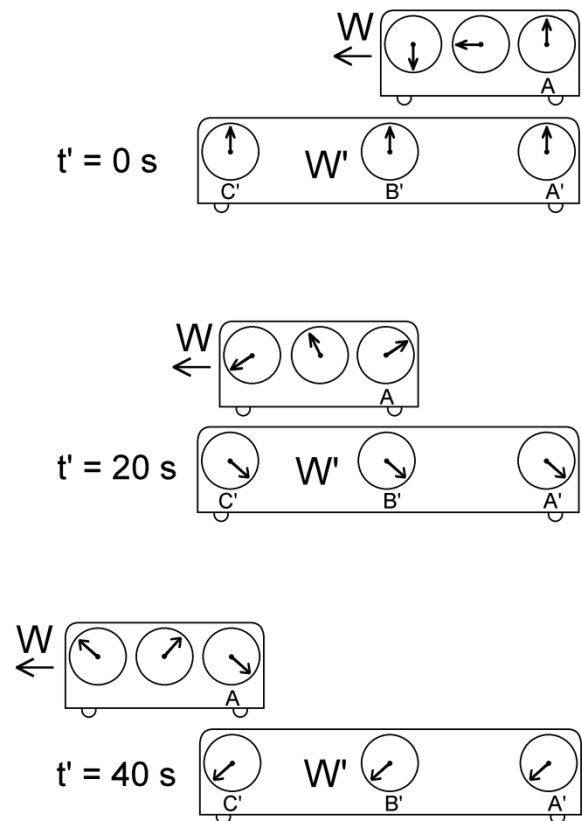 W
A
t' = 0 s
W'
C'
B'
A'
W
A
t' = 20 s
W'
C'
B'
A'
W
A
t' = 40 s
W'
C'
B'
A'